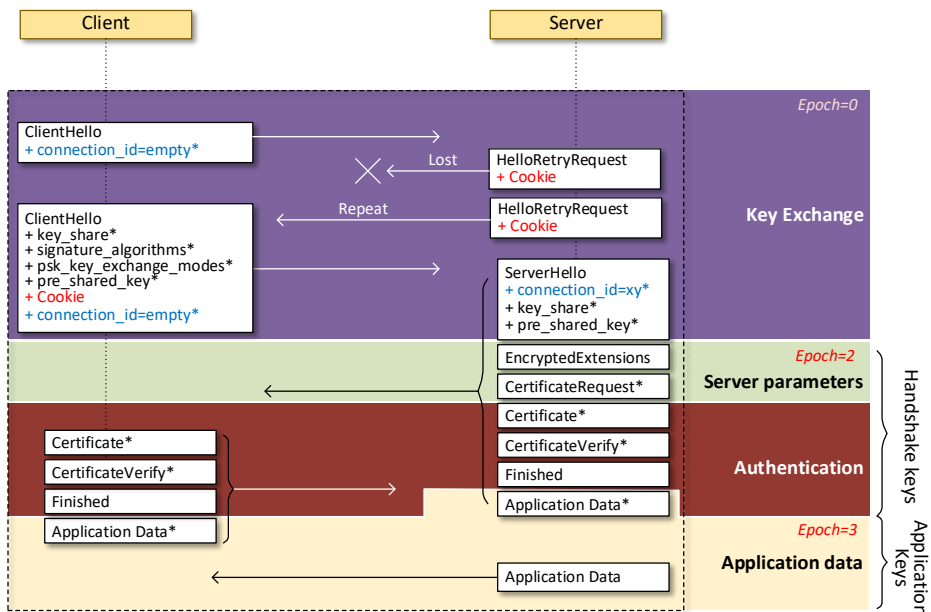 Client
Server
Epoch=0
ClientHello
+ connection_id=empty*
Lost
HelloRetryRequest
+ Cookie
Repeat
HelloRetryRequest
+ Cookie
Key Exchange
ClientHello
+ key_share*
+ signature_algorithms*
+ psk_key_exchange_modes*
+ pre_shared_key*
+ Cookie
+ connection_id=empty*
ServerHello
+ connection_id=xy*
+ key_share*
+ pre_shared_key*
Epoch=2
EncryptedExtensions
CertificateRequest*
Server parameters
Handshake keys
Certificate*
CertificateVerify*
Finished
Application Data*
Authentication
Certificate*
CertificateVerify*
Finished
Application Data*
Epoch=3
Application data
Application
Keys
Application Data